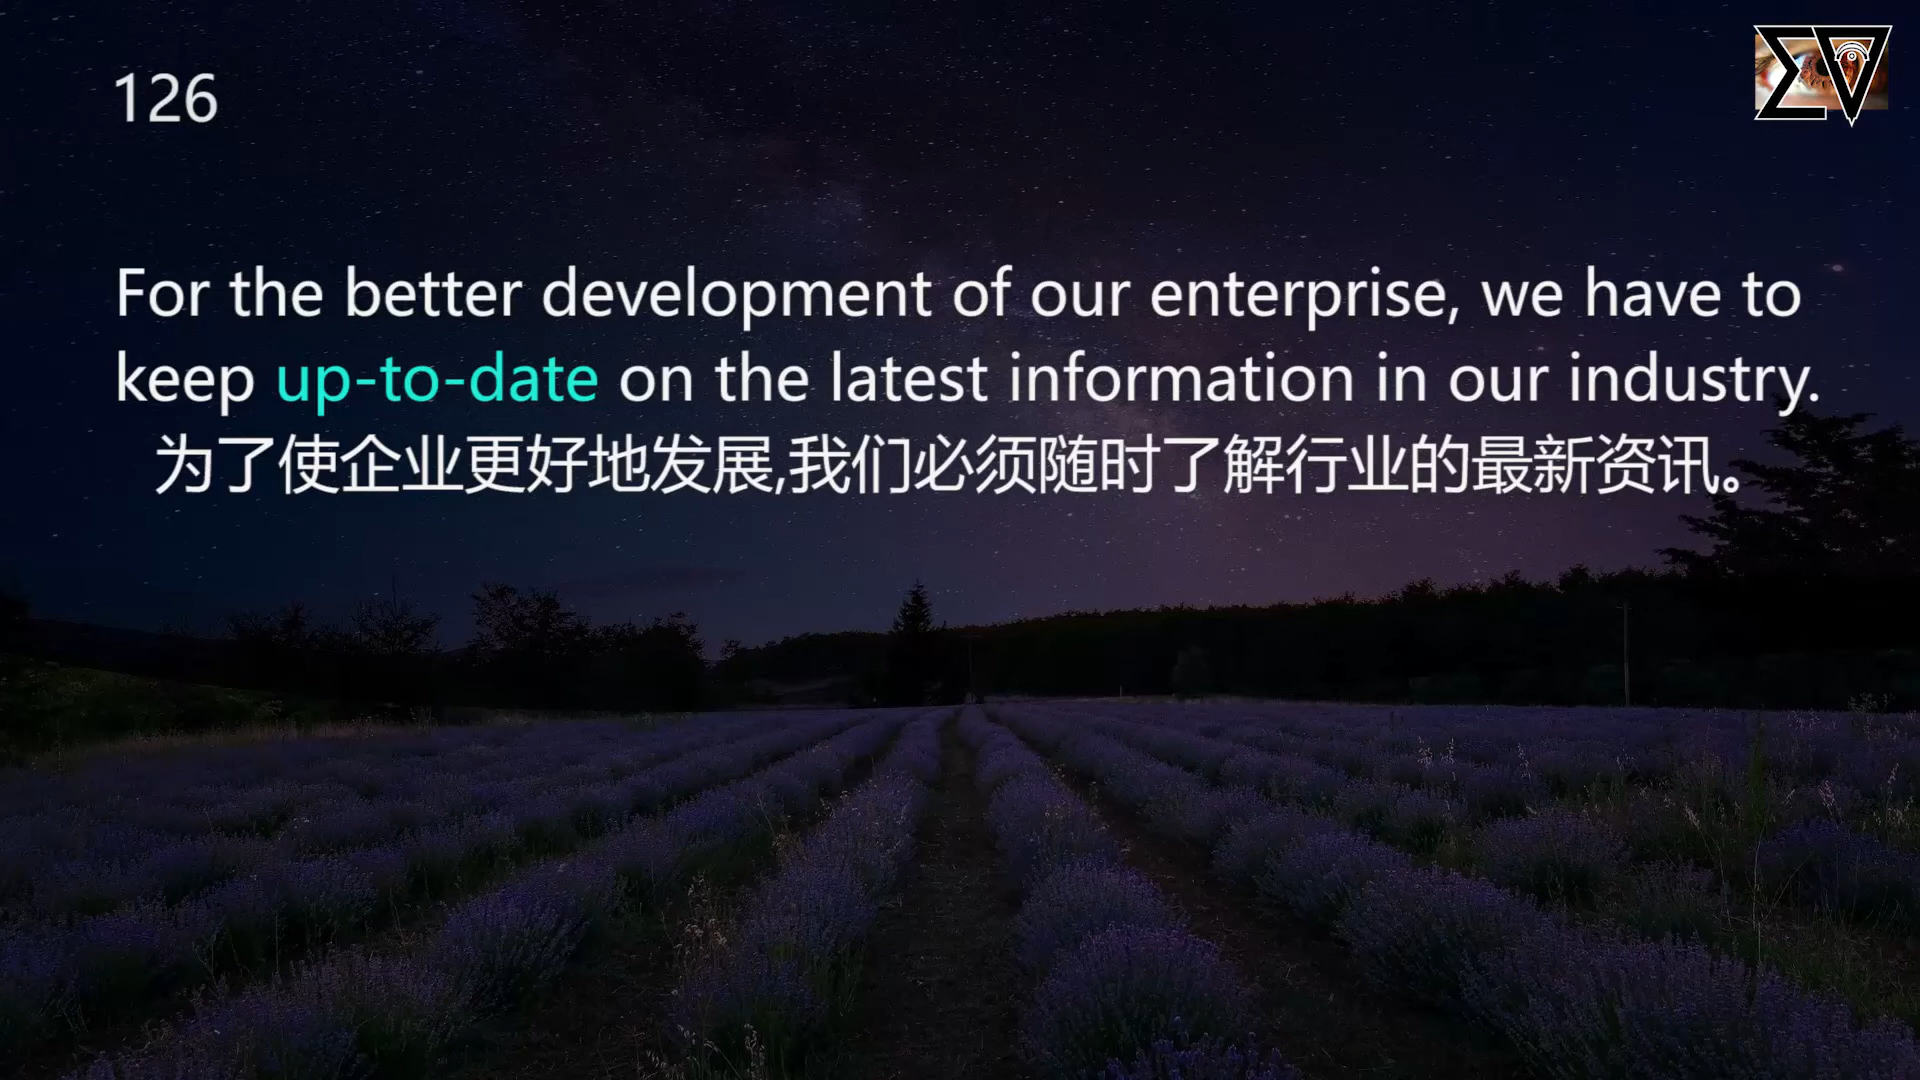 126
For the better development of our enterprise, we have to
keep up-to-date on the latest information in our industry.
为了使企业更好地发展,我们必须随时了解行业的最新资讯。